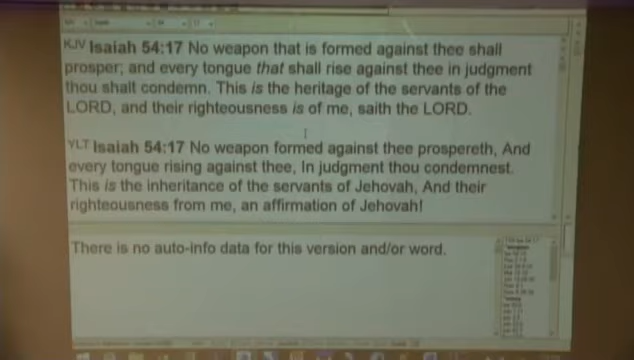 KJV Isaiah 54:17 No weapon that is formed against thee shall
prosper; and every tongue that shall rise against thee in judgment
thou shalt condemn. This is the heritage of the servants of the
LORD, and their righteousness is of me, saith the LORD.
YLT Isaiah 54:17 No weapon formed against thee prospereth, And
every tongue rising against thee, In judgment thou condemnest.
This is the inheritance of the servants of Jehovah, And their
righteousness from me, an affirmation of Jehovah!
There is no auto-info data for this version and/or word.